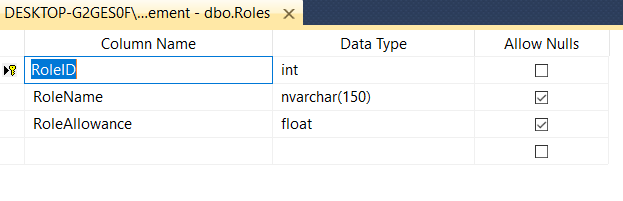 DESKTOP-G2GES0F\...ement - dbo.Roles
Column Name Data Type Allow Nulls
RoleID int
RoleName nvarchar(150)
RoleAllowance float